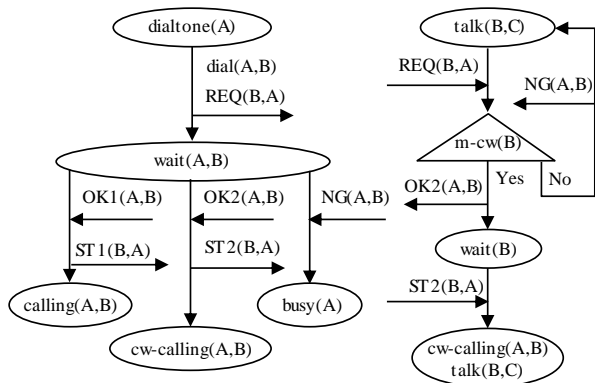 dialtone(A)
dial(A,B)
REQ(B,A)
wait(A,B)
OK1(A,B)
OK2(A,B)
NG(A,B)
ST1(B,A)
ST2(B,A)
calling(A,B)
busy(A)
cw-calling(A,B)
talk(B,C)
REQ(B,A)
NG(A,B)
m-cw(B)
Yes
No
OK2(A,B)
wait(B)
ST2(B,A)
cw-calling(A,B)
talk(B,C)